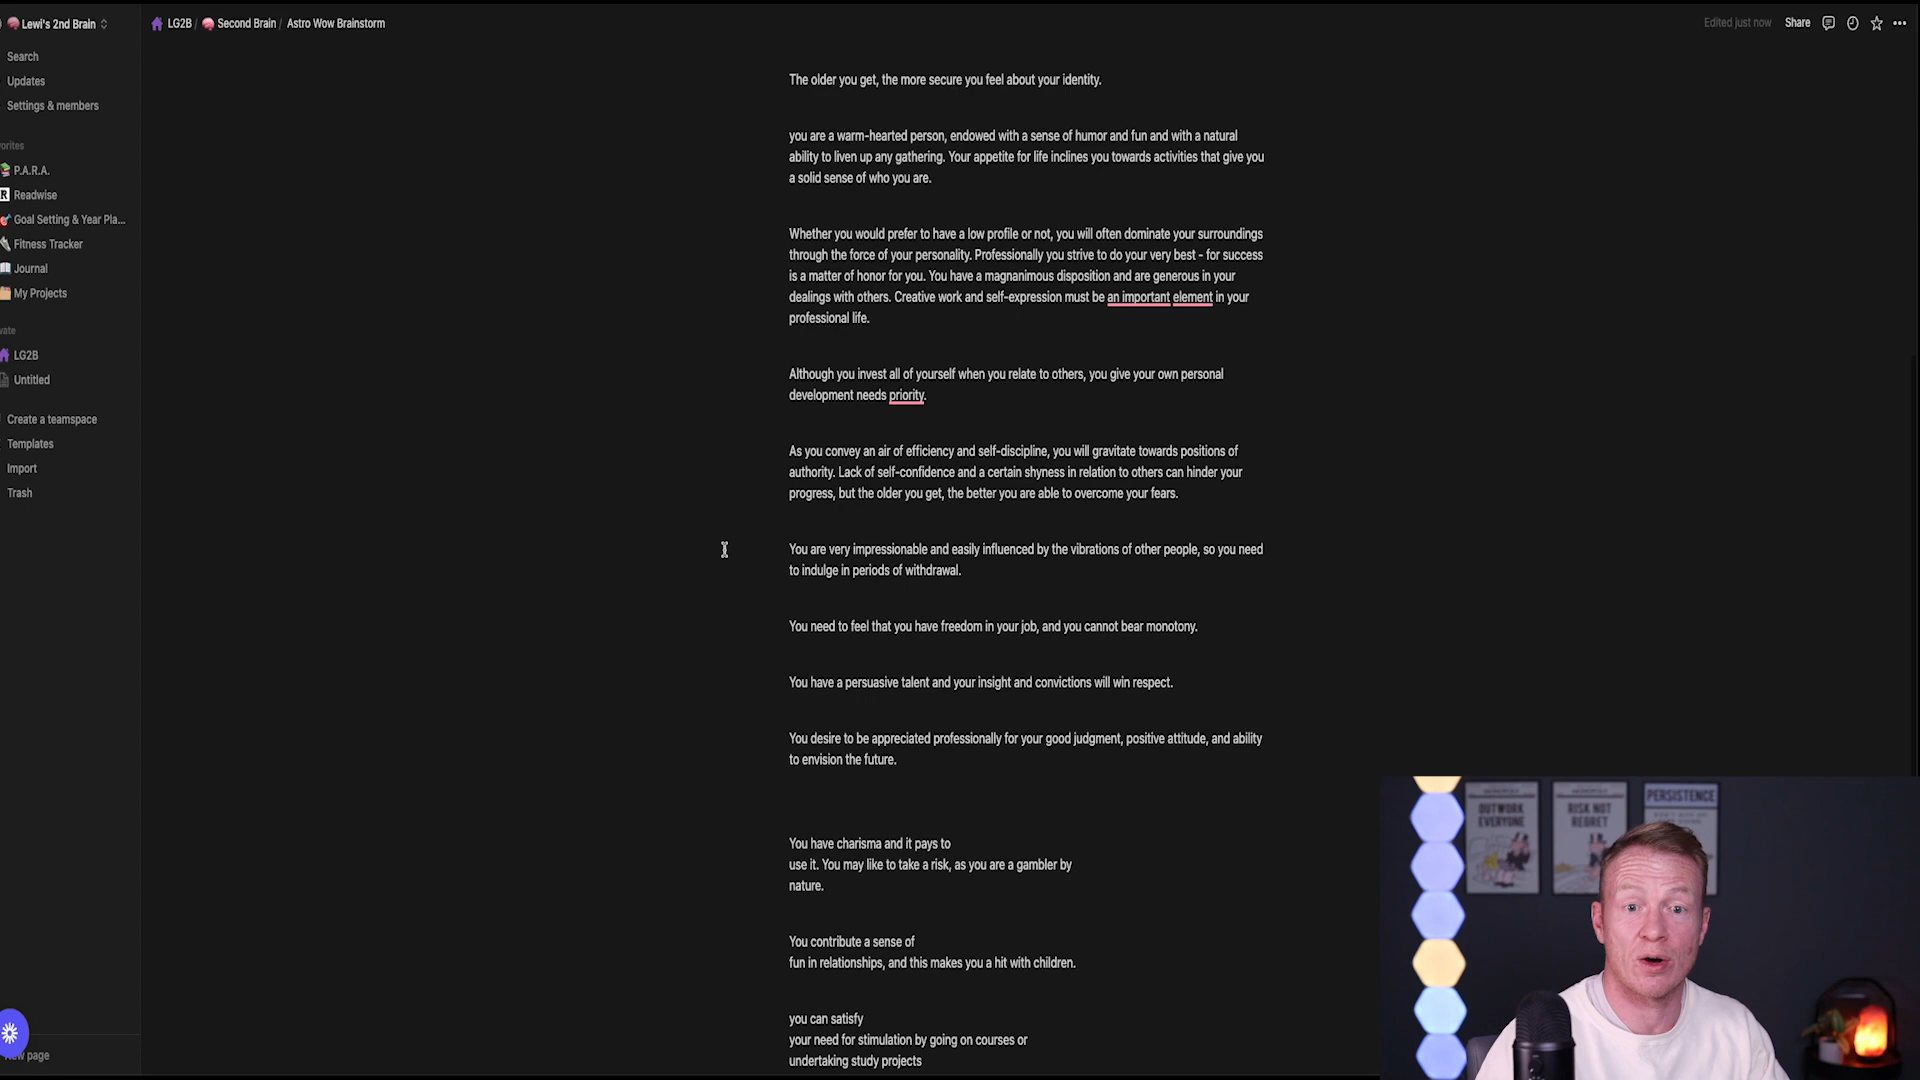 Lewi's 2nd Brain
LG2B / Second Brain / Astro Wow Brainstorm
Edited just now
Share
Search
Updates
Settings & members
vorites
P.A.R.A.
Readwise
Goal Setting & Year Pla...
Fitness Tracker
Journal
My Projects
vate
LG2B
Untitled
Create a teamspace
Templates
Import
Trash
ew page
The older you get, the more secure you feel about your identity.
you are a warm-hearted person, endowed with a sense of humor and fun and with a natural
ability to liven up any gathering. Your appetite for life inclines you towards activities that give you
a solid sense of who you are.
Whether you would prefer to have a low profile or not, you will often dominate your surroundings
through the force of your personality. Professionally you strive to do your very best - for success
is a matter of honor for you. You have a magnanimous disposition and are generous in your
dealings with others. Creative work and self-expression must be an important element in your
professional life.
Although you invest all of yourself when you relate to others, you give your own personal
development needs priority.
As you convey an air of efficiency and self-discipline, you will gravitate towards positions of
authority. Lack of self-confidence and a certain shyness in relation to others can hinder your
progress, but the older you get, the better you are able to overcome your fears.
You are very impressionable and easily influenced by the vibrations of other people, so you need
to indulge in periods of withdrawal.
You need to feel that you have freedom in your job, and you cannot bear monotony.
You have a persuasive talent and your insight and convictions will win respect.
You desire to be appreciated professionally for your good judgment, positive attitude, and ability
to envision the future.
You have charisma and it pays to
use it. You may like to take a risk, as you are a gambler by
nature.
You contribute a sense of
fun in relationships, and this makes you a hit with children.
you can satisfy
your need for stimulation by going on courses or
undertaking study projects
OUTWORK
EVERYONE
RISK NOT
REGRET
PERSISTENCE